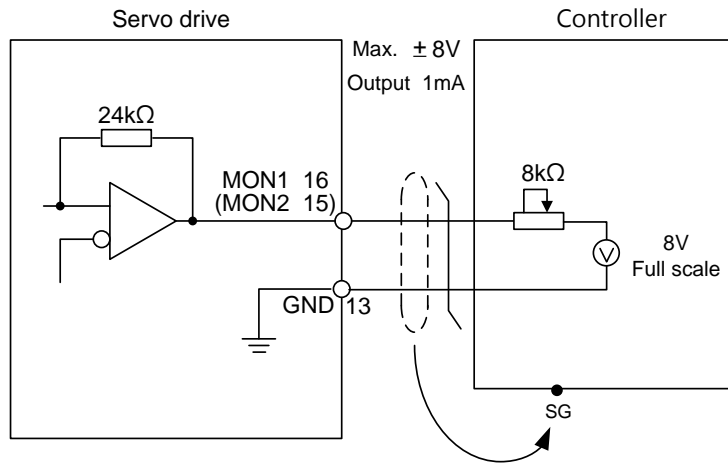 Servo drive
Controller
Max. ± 8V
Output 1mA
24kΩ
8kΩ
MON1 16
(MON2 15)
8V
Full scale
GND 13
SG
V